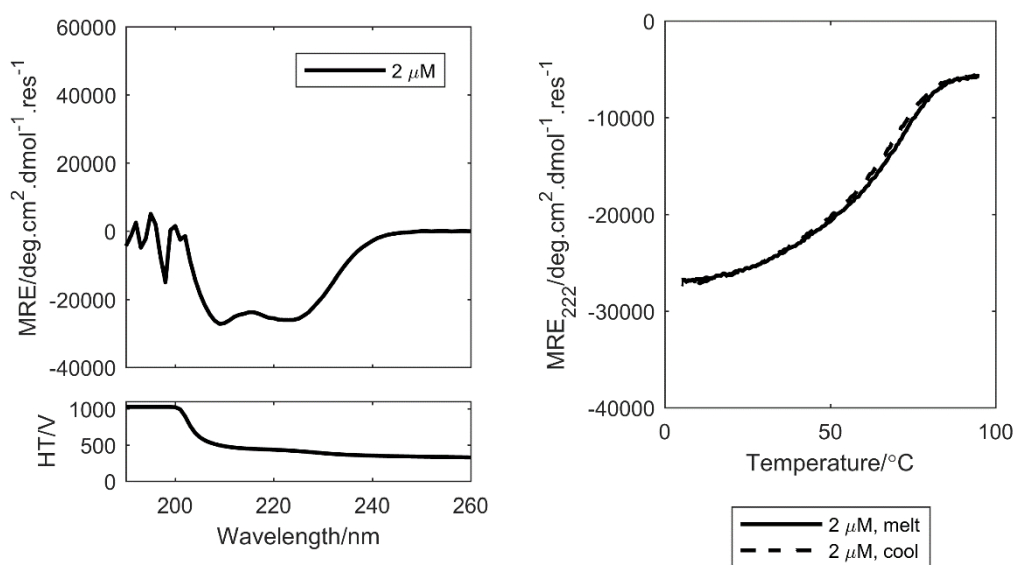 60000
40000
20000
0
-20000
-40000
MRE/deg.cm².dmol⁻¹.res⁻¹
2 μM
1000
500
0
HT/V
200 220 240 260
Wavelength/nm
0
-10000
-20000
-30000
-40000
MRE₂₂₂/deg.cm².dmol⁻¹.res⁻¹
0 50 100
Temperature/°C
2 μM, melt
2 μM, cool